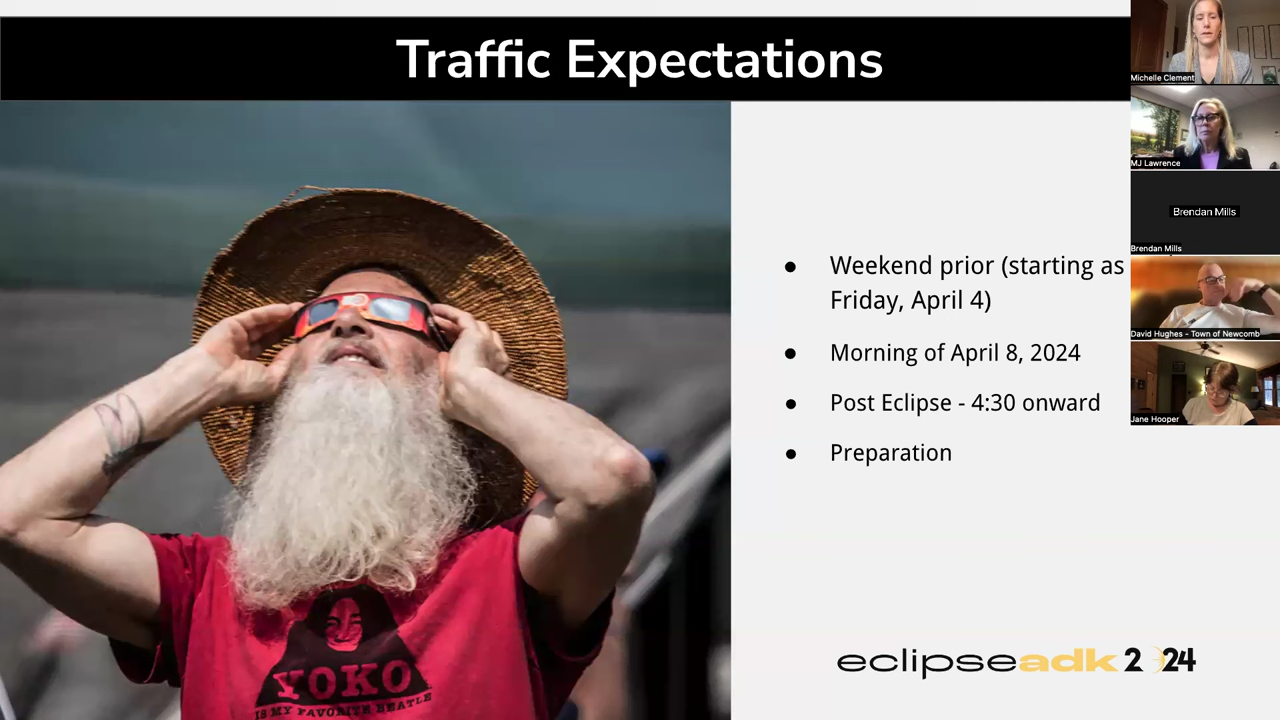 Traffic Expectations
● Weekend prior (starting as
Friday, April 4)
● Morning of April 8, 2024
● Post Eclipse - 4:30 onward
● Preparation
eclipseadk 2024
YOKO
IS MY FAVORITE BEATLE
Michelle Clement
MJ Lawrence
Brendan Mills
Brendan Mills
David Hughes - Town of Newcomb
Jane Hooper